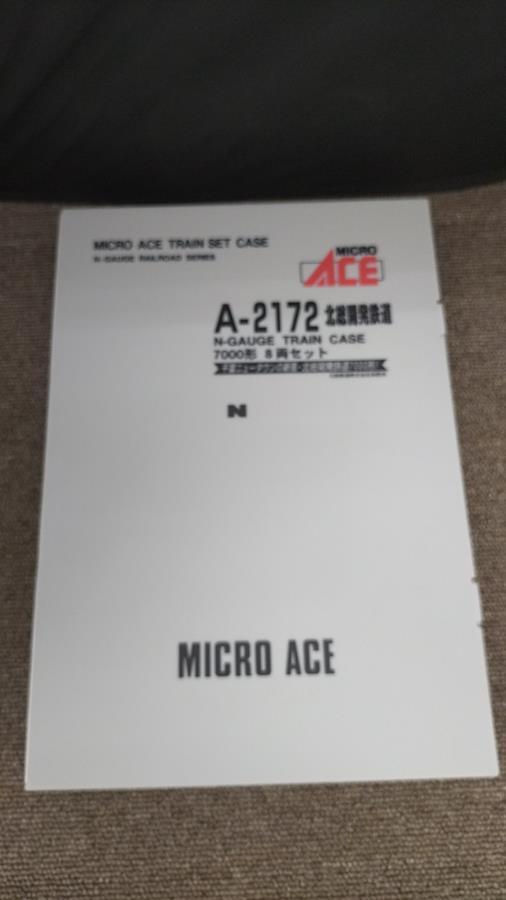 MICRO ACE TRAIN SET CASE
N-GAUGE RAILROAD SERIES
MICRO
ACE
A-2172 北総開発鉄道
N-GAUGE TRAIN CASE
7000形 8両セット
N
MICRO ACE